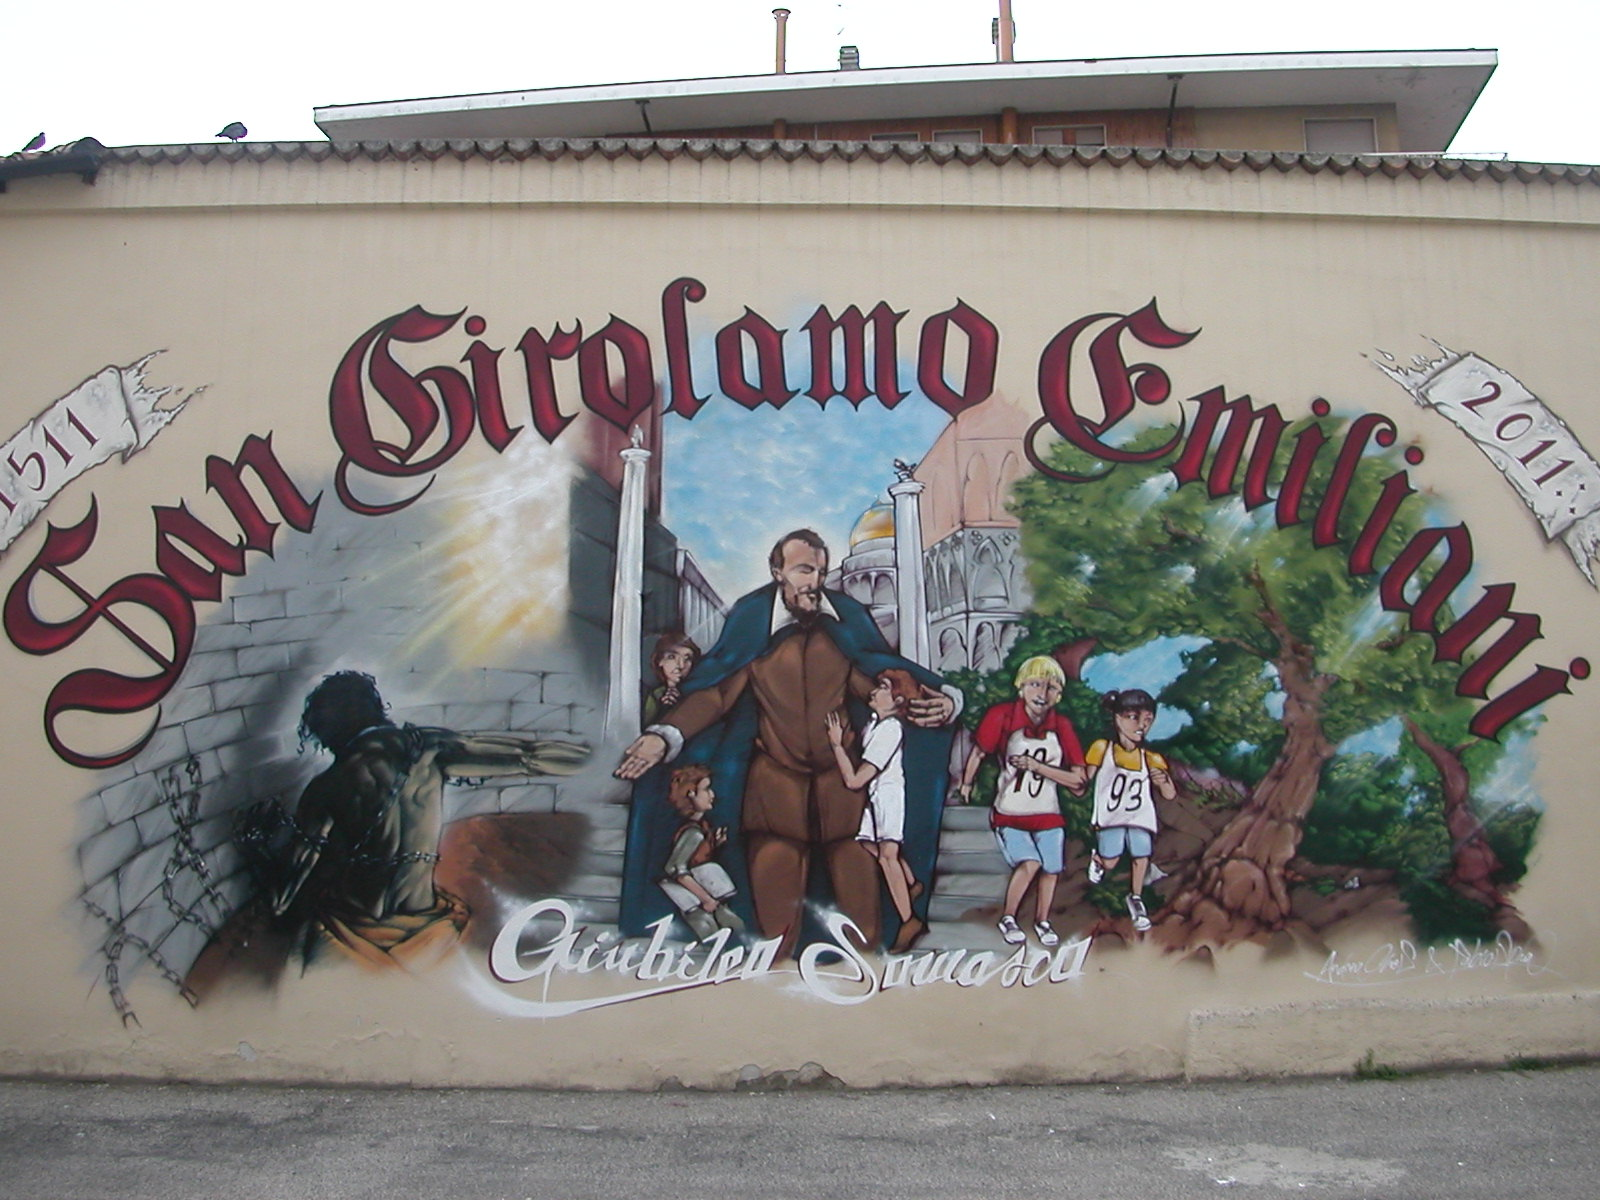 San Girolamo Emiliani
1511
2011
19
93
Giubileo Somasco